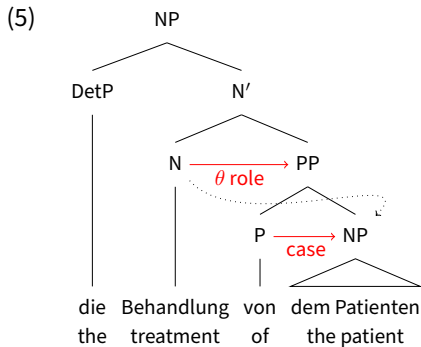 (5) NP
DetP N′
N θ role PP
P case NP
die Behandlung von dem Patienten
the treatment of the patient